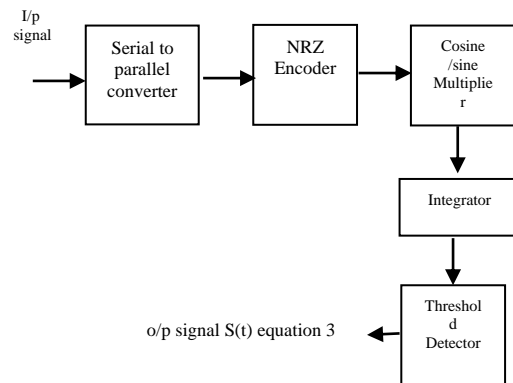 I/p
signal
Serial to
parallel
converter
NRZ
Encoder
Cosine
/sine
Multiplie
r
Integrator
Threshol
d
Detector
o/p signal S(t) equation 3